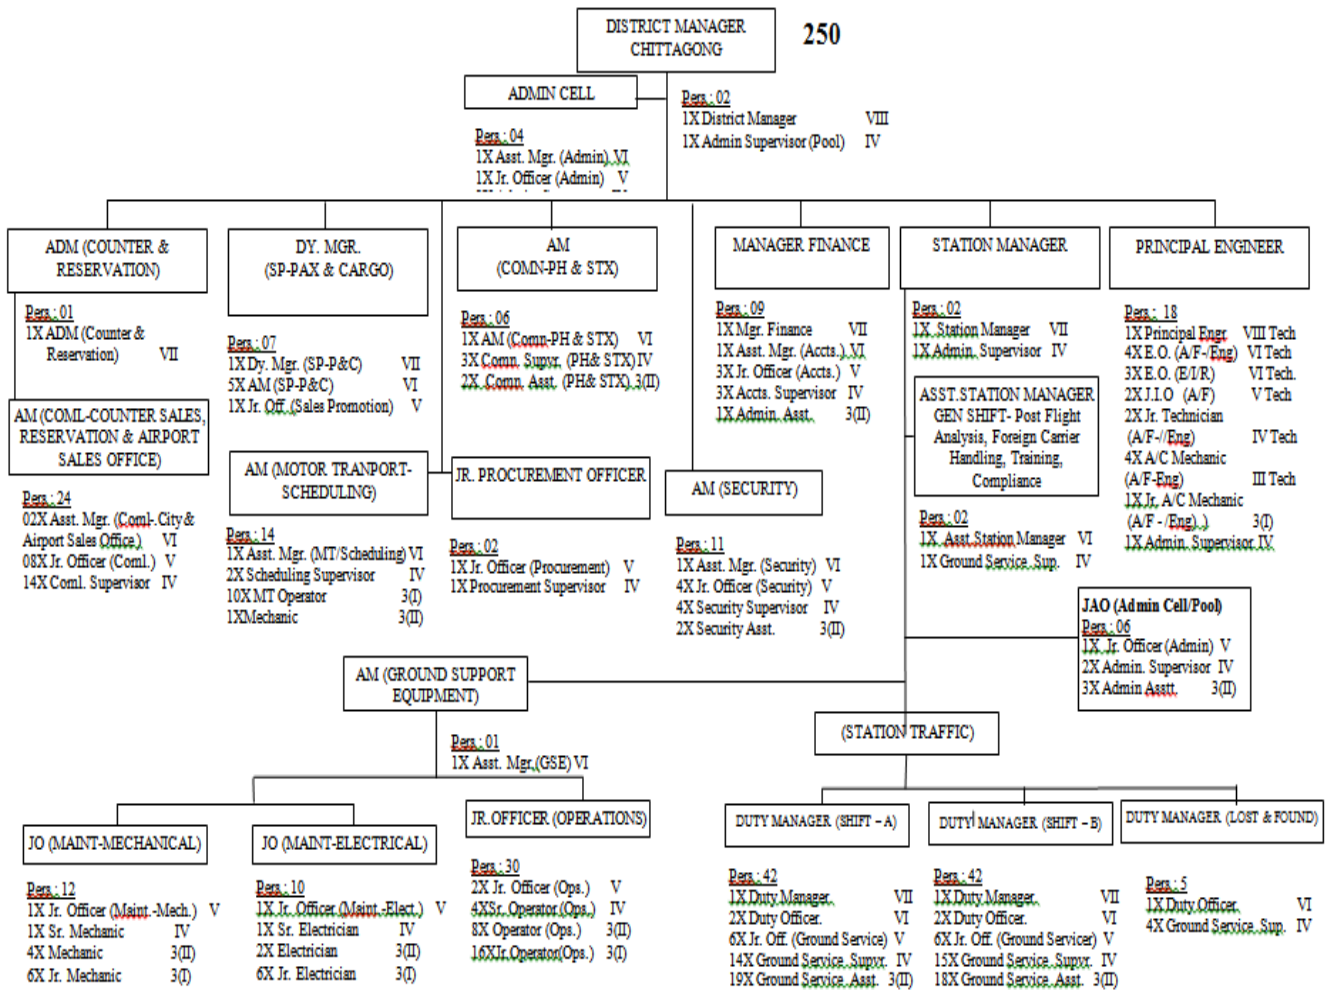 DISTRICT MANAGER
CHITTAGONG
250
ADMIN CELL
Pers.: 02
1X District Manager VIII
1X Admin Supervisor (Pool) IV
Pers.: 04
1X Asst. Mgr. (Admin) VI
1X Jr. Officer (Admin) V
ADM (COUNTER &
RESERVATION)
Pers.: 01
1X ADM (Counter &
Reservation) VII
AM (COML-COUNTER SALES,
RESERVATION & AIRPORT
SALES OFFICE)
Pers.: 24
02X Asst. Mgr. (Coml-.City &
Airport Sales Office.) VI
08X Jr. Officer (Coml.) V
14X Coml. Supervisor IV
DY. MGR.
(SP-PAX & CARGO)
Pers.: 07
1X Dy. Mgr. (SP-P&C) VII
5X AM (SP-P&C) VI
1X Jr. Off. (Sales Promotion) V
AM (MOTOR TRANPORT-
SCHEDULING)
Pers.: 14
1X Asst. Mgr. (MT/Scheduling) VI
2X Scheduling Supervisor IV
10X MT Operator 3(I)
1XMechanic 3(II)
AM
(COMN-PH & STX)
Pers.: 06
1X AM (Comn-PH & STX) VI
3X Comn. Supvr. (PH& STX) IV
2X Comn. Asst. (PH& STX) 3(II)
JR. PROCUREMENT OFFICER
Pers.: 02
1X Jr. Officer (Procurement) V
1X Procurement Supervisor IV
AM (SECURITY)
Pers.: 11
1X Asst. Mgr. (Security) VI
4X Jr. Officer (Security) V
4X Security Supervisor IV
2X Security Asst. 3(II)
MANAGER FINANCE
Pers.: 09
1X Mgr. Finance VII
1X Asst. Mgr. (Accts.) VI
3X Jr. Officer (Accts.) V
3X Accts. Supervisor IV
1X Admin. Asst. 3(II)
STATION MANAGER
Pers.: 02
1X Station Manager VII
1X Admin. Supervisor IV
ASST.STATION MANAGER
GEN SHIFT- Post Flight
Analysis, Foreign Carrier
Handling, Training,
Compliance
Pers.: 02
1X Asst.Station Manager VI
1X Ground Service Sup. IV
PRINCIPAL ENGINEER
Pers.: 18
1X Principal Engr. VIII Tech
4X E.O. (A/F-/Eng) VI Tech
3X E.O. (E/I/R) VI Tech.
2X J.I.O (A/F) V Tech
2X Jr. Technician
(A/F-//Eng) IV Tech
4X A/C Mechanic
(A/F-Eng) III Tech
1X Jr. A/C Mechanic
(A/F - /Eng).) 3(I)
1X Admin. Supervisor IV
JAO (Admin Cell/Pool)
Pers.: 06
1X Jr. Officer (Admin) V
2X Admin. Supervisor IV
3X Admin Asstt. 3(II)
AM (GROUND SUPPORT
EQUIPMENT)
Pers.: 01
1X Asst. Mgr.(GSE) VI
(STATION TRAFFIC)
JO (MAINT-MECHANICAL)
Pers.: 12
1X Jr. Officer (Maint.-Mech.) V
1X Sr. Mechanic IV
4X Mechanic 3(II)
6X Jr. Mechanic 3(I)
JO (MAINT-ELECTRICAL)
Pers.: 10
1X Jr. Officer (Maint.-Elect.) V
1X Sr. Electrician IV
2X Electrician 3(II)
6X Jr. Electrician 3(I)
JR.OFFICER (OPERATIONS)
Pers.: 30
2X Jr. Officer (Ops.) V
4XSr. Operator (Ops.) IV
8X Operator (Ops.) 3(II)
16XJr.Operator(Ops.) 3(I)
DUTY MANAGER (SHIFT – A)
Pers.: 42
1X Duty Manager. VII
2X Duty Officer. VI
6X Jr. Off. (Ground Service) V
14X Ground Service Supvr. IV
19X Ground Service Asst. 3(II)
DUTY MANAGER (SHIFT – B)
Pers.: 42
1X Duty Manager. VII
2X Duty Officer. VI
6X Jr. Off. (Ground Servicer) V
15X Ground Service Supvr. IV
18X Ground Service Asst. 3(II)
DUTY MANAGER (LOST & FOUND)
Pers.: 5
1X Duty Officer. VI
4X Ground Service Sup. IV